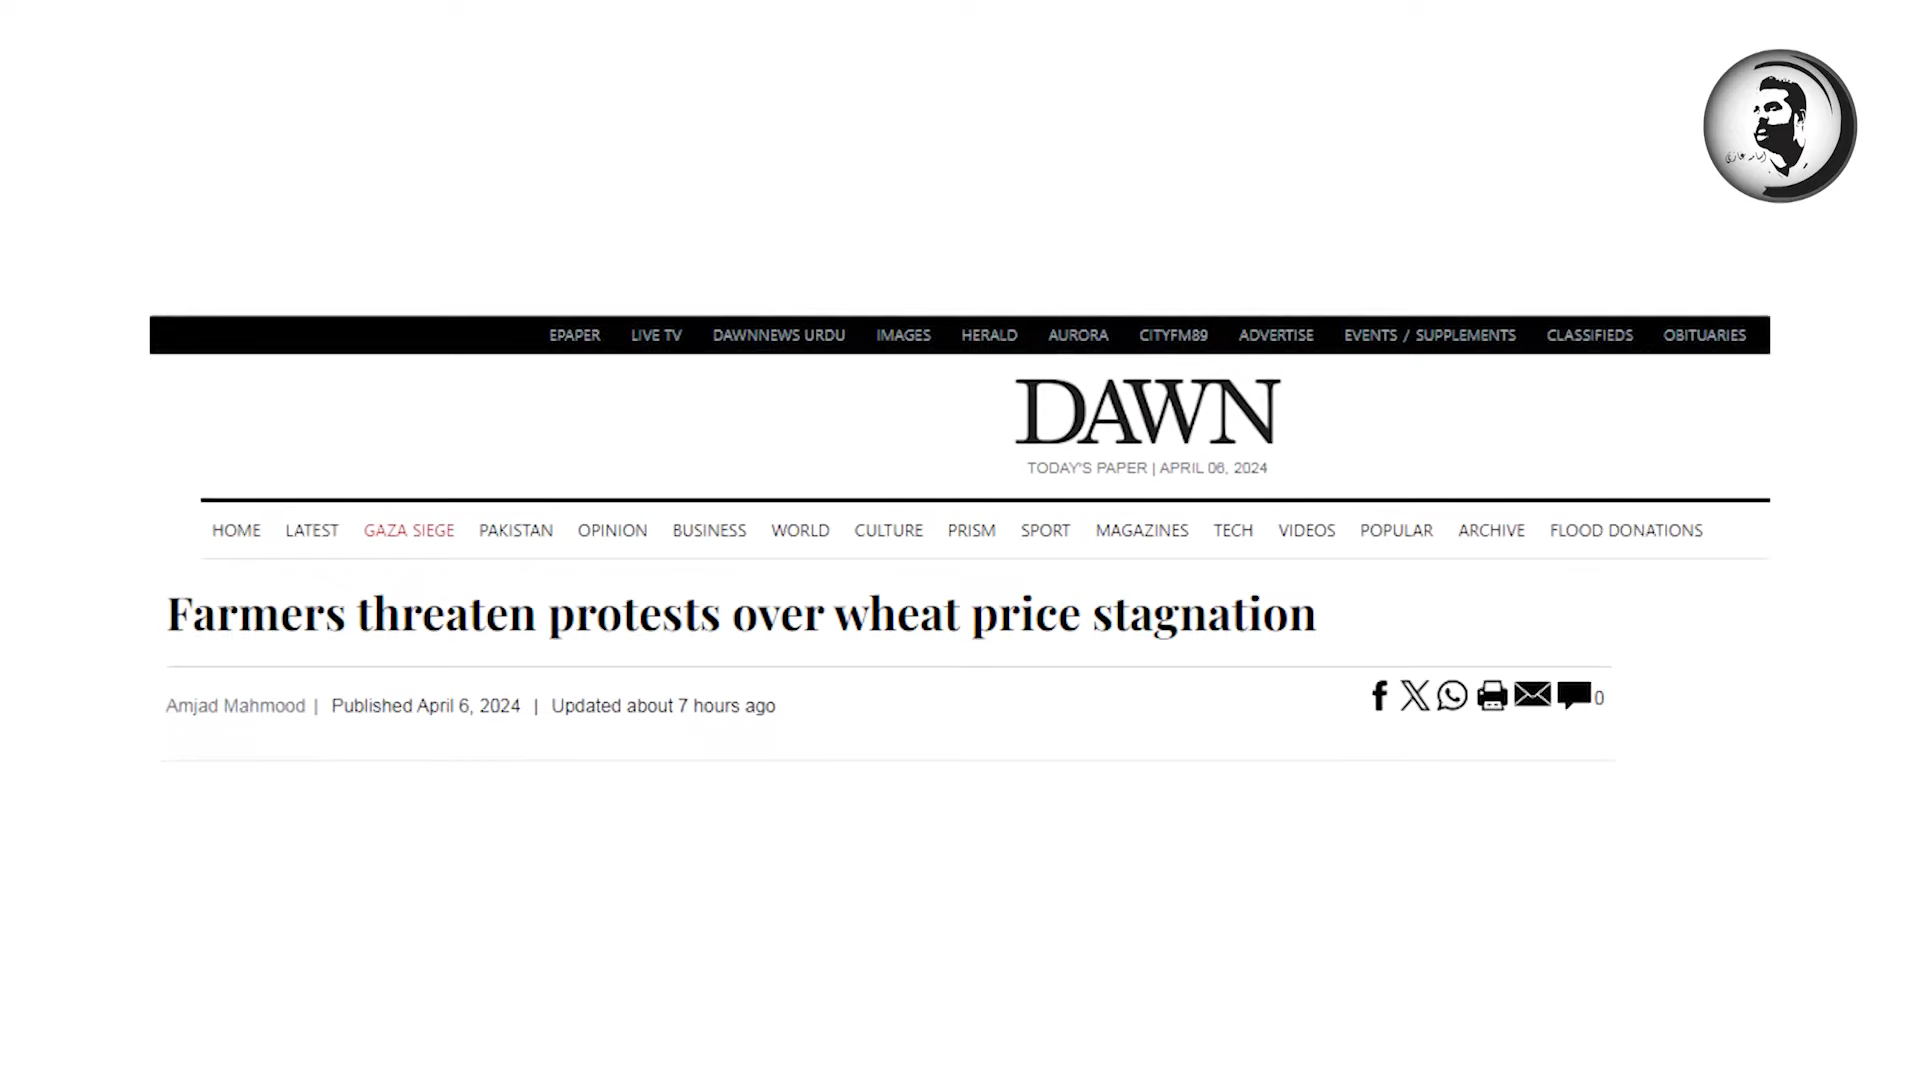 EPAPER LIVE TV DAWNNEWS URDU IMAGES HERALD AURORA CITYFM89 ADVERTISE EVENTS / SUPPLEMENTS CLASSIFIEDS OBITUARIES
DAWN
TODAY'S PAPER | APRIL 06, 2024
HOME LATEST GAZA SIEGE PAKISTAN OPINION BUSINESS WORLD CULTURE PRISM SPORT MAGAZINES TECH VIDEOS POPULAR ARCHIVE FLOOD DONATIONS
Farmers threaten protests over wheat price stagnation
Amjad Mahmood | Published April 6, 2024 | Updated about 7 hours ago
0